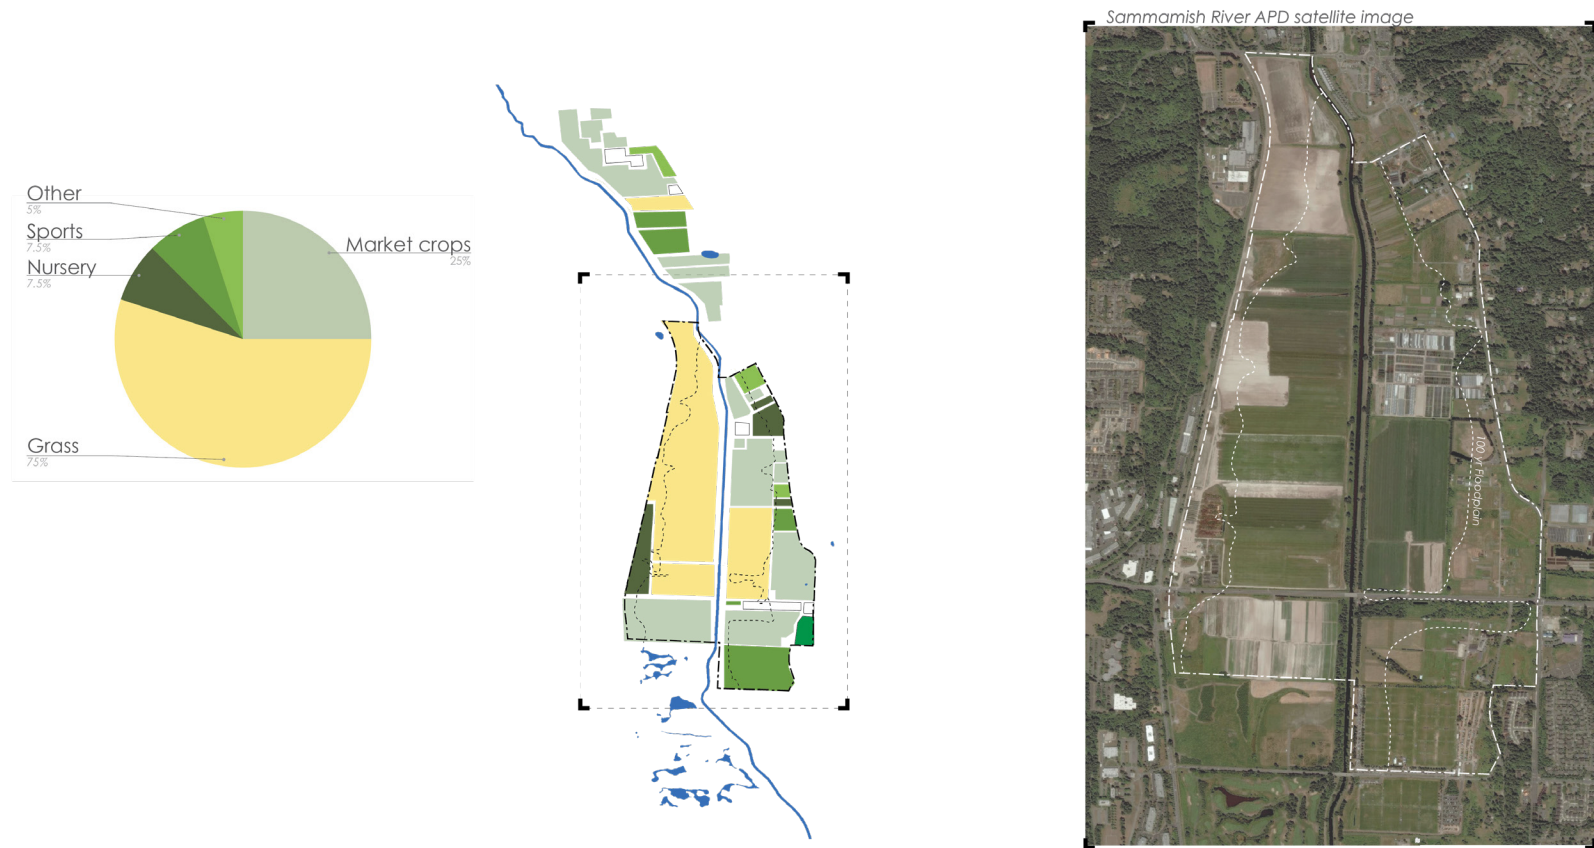 Sammamish River APD satellite image
Other
5%
Sports
7.5%
Nursery
7.5%
Market crops
25%
Grass
75%
100 yr Floodplain